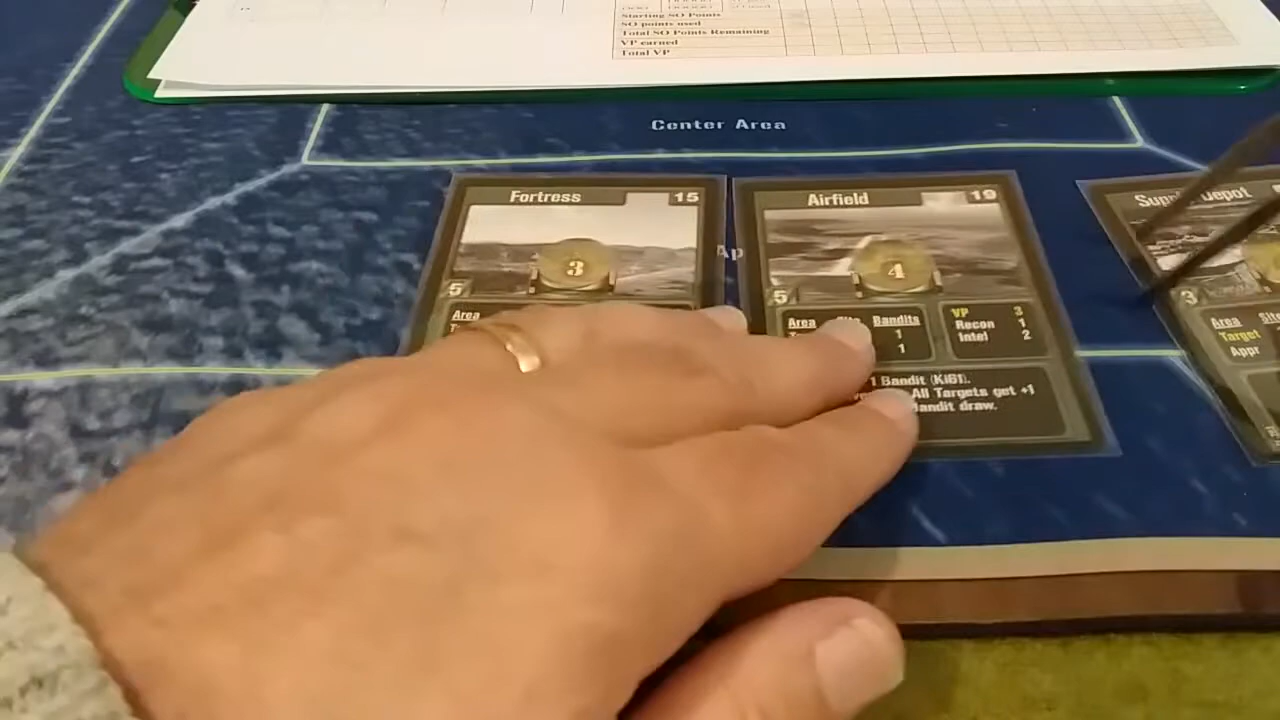 Starting SO Points
SO points used
Total SO Points Remaining
VP earned
Total VP
Center Area
Fortress 15
3
5
Area
Airfield 19
4
5
Area Bandits
1
1
VP 3
Recon 1
Intel 2
1 Bandit (Ki61).
All Targets get +1
Bandit draw.
Depot
3
Area Site
Target
Appr